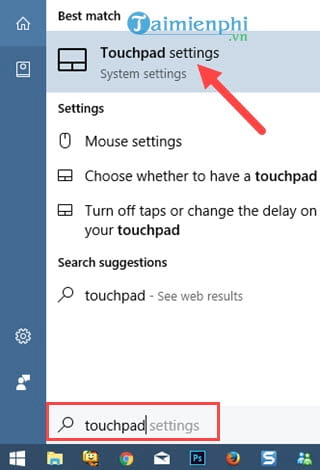 Best match
Taimienphi
.vn
Touchpad settings
System settings
Settings
Mouse settings
Choose whether to have a touchpad
Turn off taps or change the delay on
your touchpad
Search suggestions
touchpad - See web results
touchpad settings
Ps
S